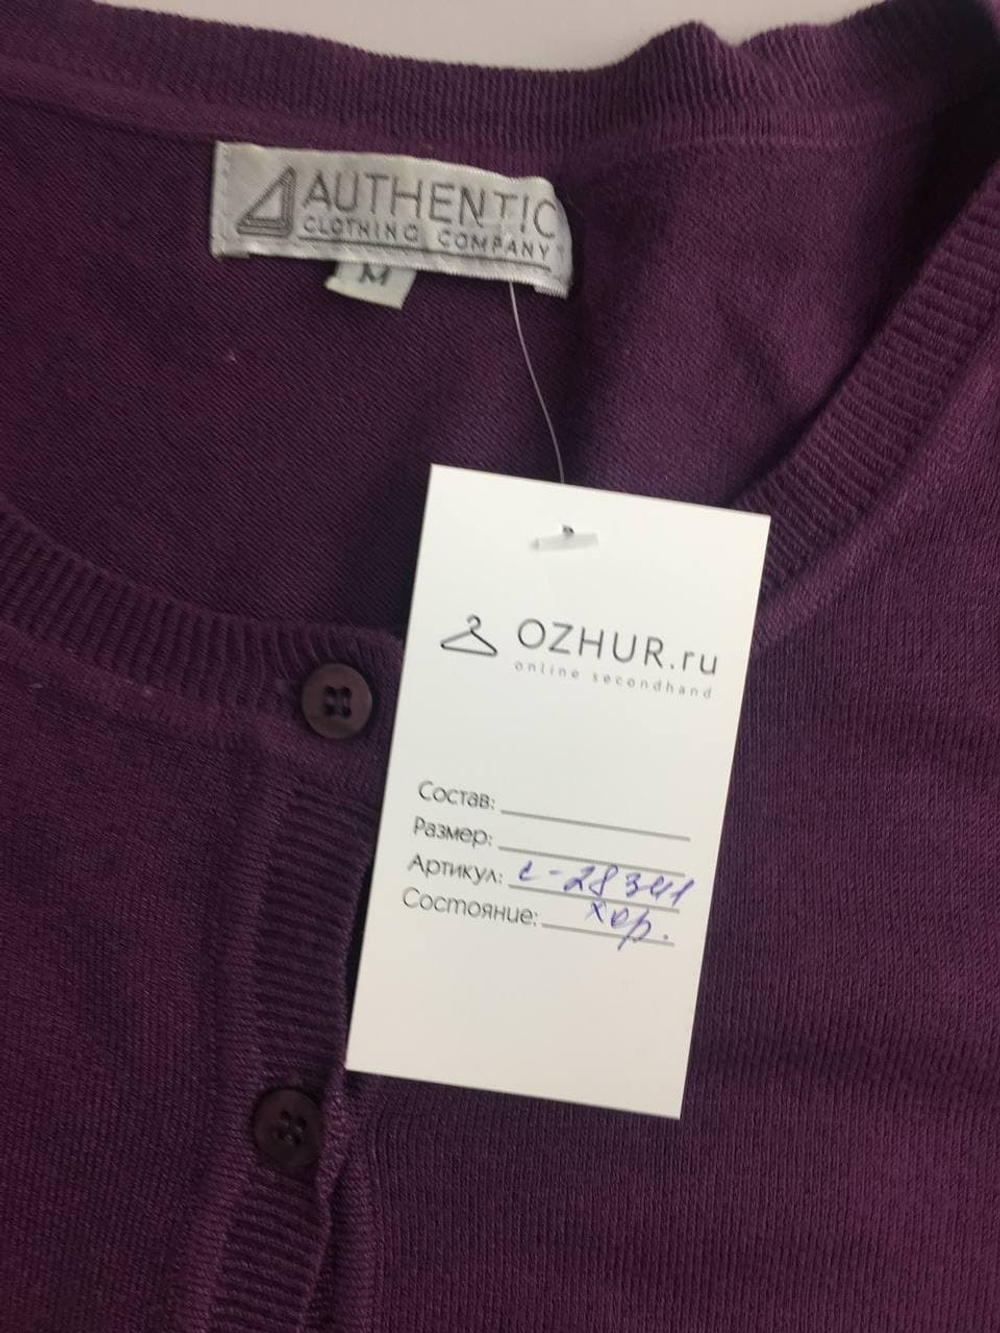 AUTHENTIC
CLOTHING COMPANY
M
OZHUR.ru
online secondhand
Состав:
Размер:
Артикул: с-28341
Состояние: хор.